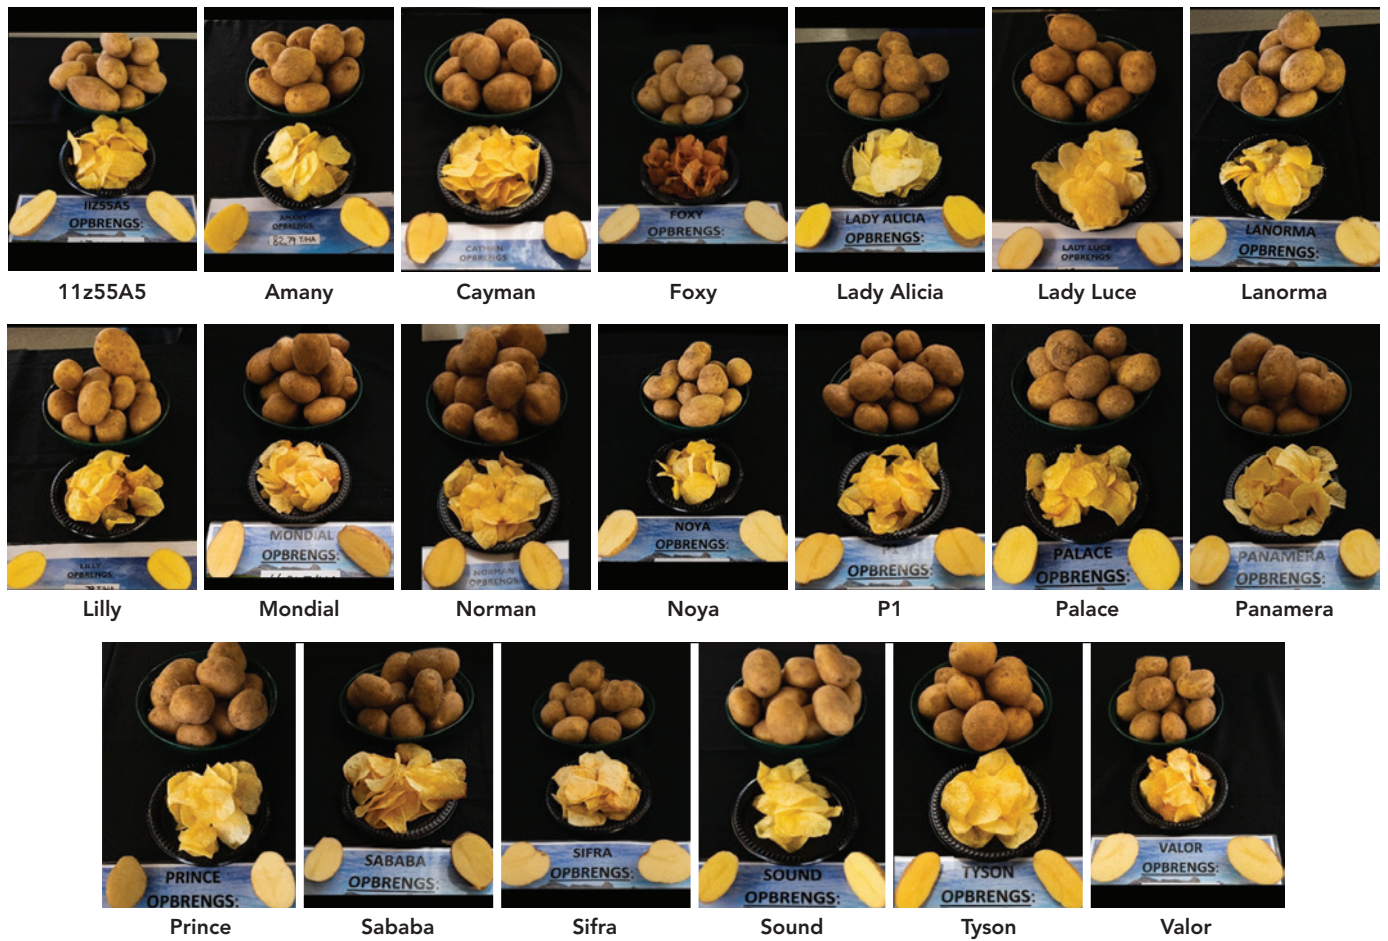 11Z55A5
OPBRENGS:
AMANY
OPBRENGS
82,71 T/HA
CAYMAN
OPBRENGS
FOXY
OPBRENGS:
LADY ALICIA
OPBRENGS:
LADY LUCE
OPBRENGS
LANORMA
OPBRENGS:
11z55A5
Amany
Cayman
Foxy
Lady Alicia
Lady Luce
Lanorma
LILLY
OPBRENGS
MONDIAL
OPBRENGS:
NORMAN
OPBRENGS:
NOYA
OPBRENGS:
P1
OPBRENGS:
PALACE
OPBRENGS:
PANAMERA
OPBRENGS:
Lilly
Mondial
Norman
Noya
P1
Palace
Panamera
PRINCE
OPBRENGS:
SABABA
OPBRENGS:
SIFRA
OPBRENGS:
SOUND
OPBRENGS:
TYSON
OPBRENGS:
VALOR
OPBRENGS:
Prince
Sababa
Sifra
Sound
Tyson
Valor